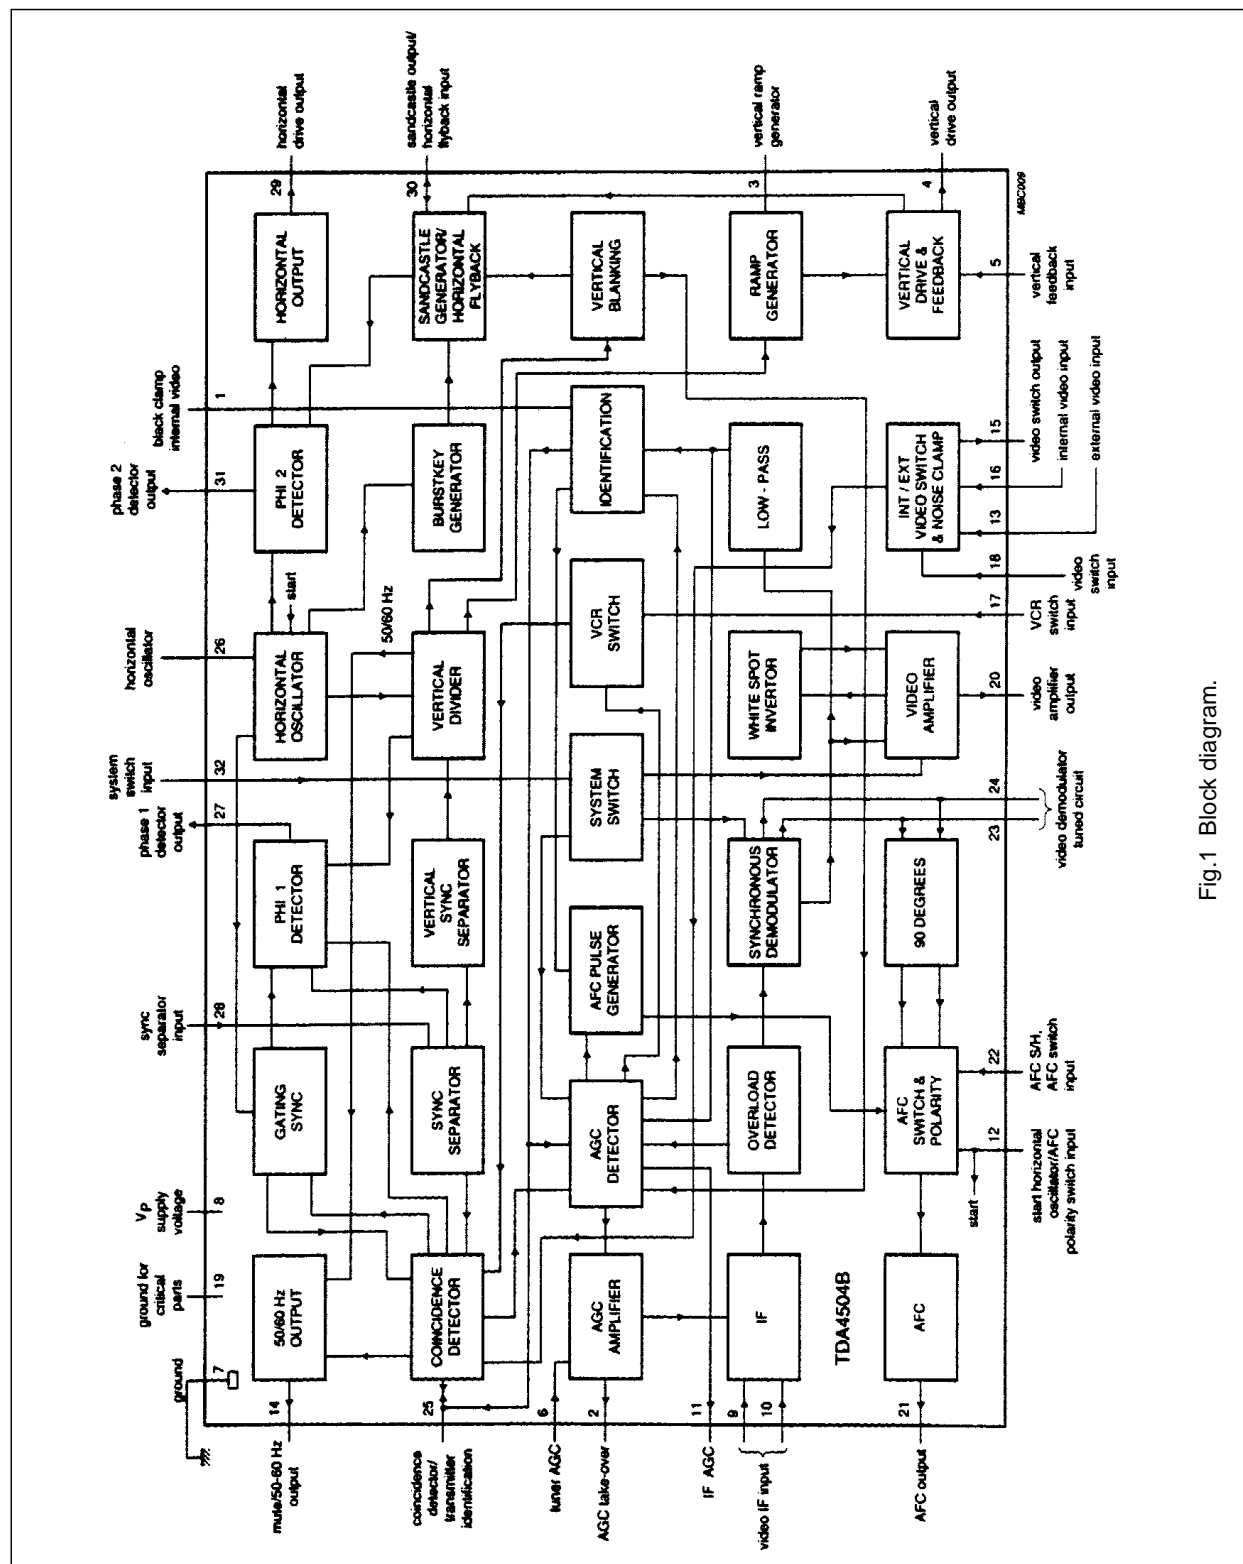 ground
ground for
critical
parts
Vp
supply
voltage
sync
separator
input
phase 1
detector
output
system
switch
input
horizontal
oscillator
phase 2
detector
output
black clamp
internal video
7
19
8
28
27
32
26
31
1
mute/50-60 Hz
output
14
50/60 Hz
OUTPUT
GATING
SYNC
PHI 1
DETECTOR
HORIZONTAL
OSCILLATOR
start
PHI 2
DETECTOR
HORIZONTAL
OUTPUT
29
horizontal
drive output
50/60 Hz
coincidence
detector/
transmitter
identification
25
COINCIDENCE
DETECTOR
SYNC
SEPARATOR
VERTICAL
SYNC
SEPARATOR
VERTICAL
DIVIDER
BURSTKEY
GENERATOR
SANDCASTLE
GENERATOR/
HORIZONTAL
FLYBACK
30
sandcastle output/
horizontal
flyback input
tuner AGC
6
AGC take-over
2
AGC
AMPLIFIER
AGC
DETECTOR
AFC PULSE
GENERATOR
SYSTEM
SWITCH
VCR
SWITCH
IDENTIFICATION
VERTICAL
BLANKING
IF AGC
11
video IF input
9
10
IF
OVERLOAD
DETECTOR
SYNCHRONOUS
DEMODULATOR
WHITE SPOT
INVERTOR
LOW - PASS
RAMP
GENERATOR
3
vertical ramp
generator
TDA4504B
AFC output
21
AFC
AFC
SWITCH &
POLARITY
90 DEGREES
VIDEO
AMPLIFIER
INT / EXT
VIDEO SWITCH
& NOISE CLAMP
VERTICAL
DRIVE &
FEEDBACK
4
vertical
drive output
start
12
22
23
24
20
17
18
13
16
15
5
MBC009
start horizontal
oscillator/AFC
polarity switch input
AFC S/H,
AFC switch
input
video demodulator
tuned circuit
video
amplifier
output
VCR
switch
input
video
switch
input
video switch output
internal video input
external video input
vertical
feedback
input
Fig.1 Block diagram.